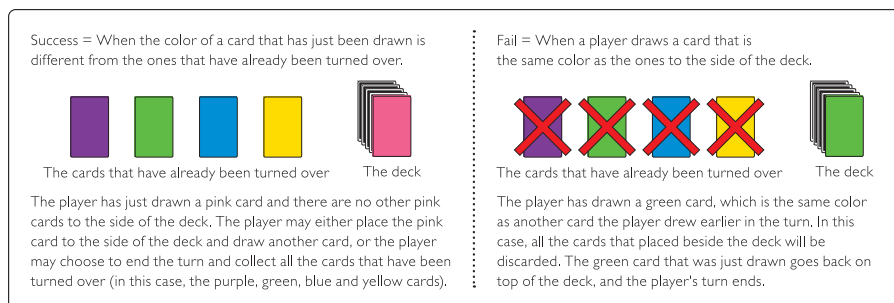 Success = When the color of a card that has just been drawn is
different from the ones that have already been turned over.
The cards that have already been turned over
The deck
The player has just drawn a pink card and there are no other pink
cards to the side of the deck. The player may either place the pink
card to the side of the deck and draw another card, or the player
may choose to end the turn and collect all the cards that have been
turned over (in this case, the purple, green, blue and yellow cards).
Fail = When a player draws a card that is
the same color as the ones to the side of the deck.
The cards that have already been turned over
The deck
The player has drawn a green card, which is the same color
as another card the player drew earlier in the turn. In this
case, all the cards that placed beside the deck will be
discarded. The green card that was just drawn goes back on
top of the deck, and the player's turn ends.